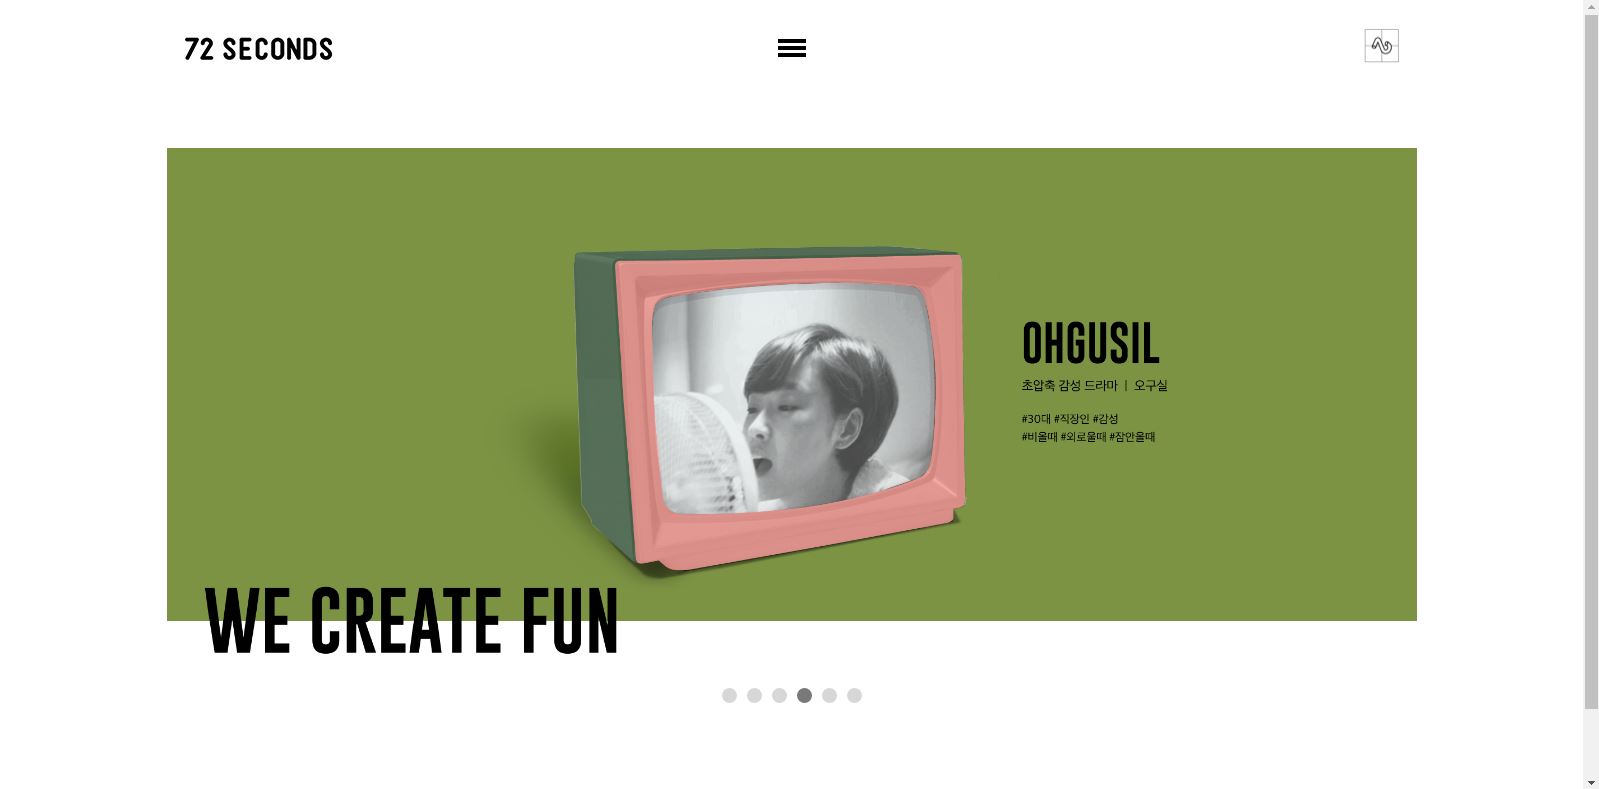 72 SECONDS
OHGUSIL
초압축 감성 드라마 | 오구실
#30대 #직장인 #감성
#비올때 #외로울때 #잠안올때
WE CREATE FUN